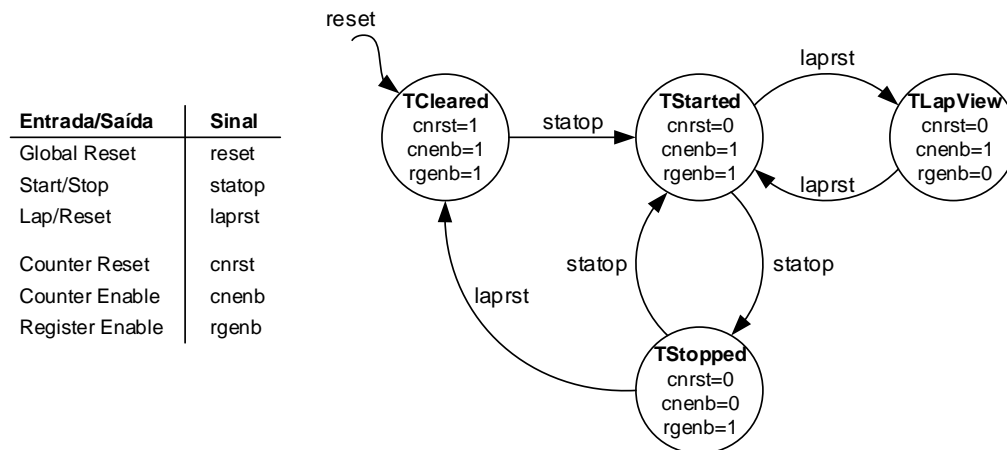 reset
Entrada/Saída Sinal
Global Reset reset
Start/Stop statop
Lap/Reset laprst
Counter Reset cnrst
Counter Enable cnenb
Register Enable rgenb
TCleared
cnrst=1
cnenb=1
rgenb=1
statop
TStarted
cnrst=0
cnenb=1
rgenb=1
laprst
TLapView
cnrst=0
cnenb=1
rgenb=0
laprst
statop
statop
laprst
TStopped
cnrst=0
cnenb=0
rgenb=1